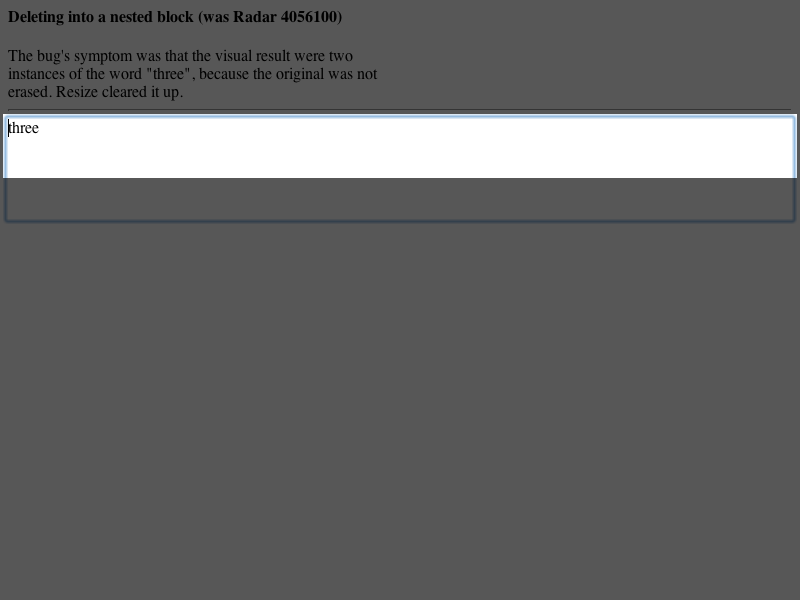 Deleting into a nested block (was Radar 4056100)
The bug's symptom was that the visual result were two
instances of the word "three", because the original was not
erased. Resize cleared it up.
three